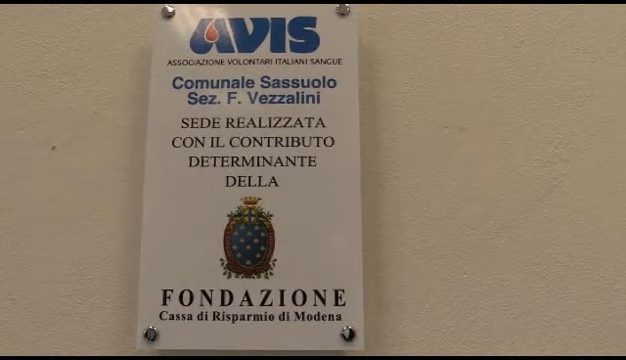 AVIS
ASSOCIAZIONE VOLONTARI ITALIANI SANGUE
Comunale Sassuolo
Sez. F. Vezzalini
SEDE REALIZZATA
CON IL CONTRIBUTO
DETERMINANTE
DELLA
FONDAZIONE
Cassa di Risparmio di Modena